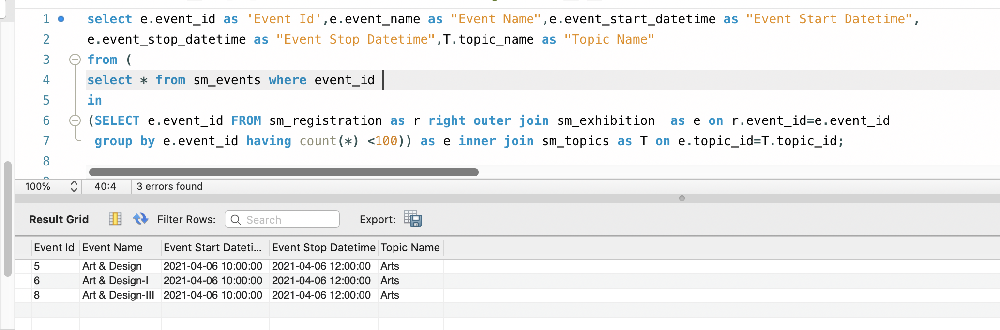 1 select e.event_id as 'Event Id',e.event_name as "Event Name",e.event_start_datetime as "Event Start Datetime",
2 e.event_stop_datetime as "Event Stop Datetime",T.topic_name as "Topic Name"
3 from (
4 select * from sm_events where event_id
5 in
6 (SELECT e.event_id FROM sm_registration as r right outer join sm_exhibition  as e on r.event_id=e.event_id
7  group by e.event_id having count(*) <100)) as e inner join sm_topics as T on e.topic_id=T.topic_id;
8
100% 40:4 3 errors found
Result Grid Filter Rows: Search Export:
Event Id Event Name Event Start Dateti... Event Stop Datetime Topic Name
5 Art & Design 2021-04-06 10:00:00 2021-04-06 12:00:00 Arts
6 Art & Design-I 2021-04-06 10:00:00 2021-04-06 12:00:00 Arts
8 Art & Design-III 2021-04-06 10:00:00 2021-04-06 12:00:00 Arts